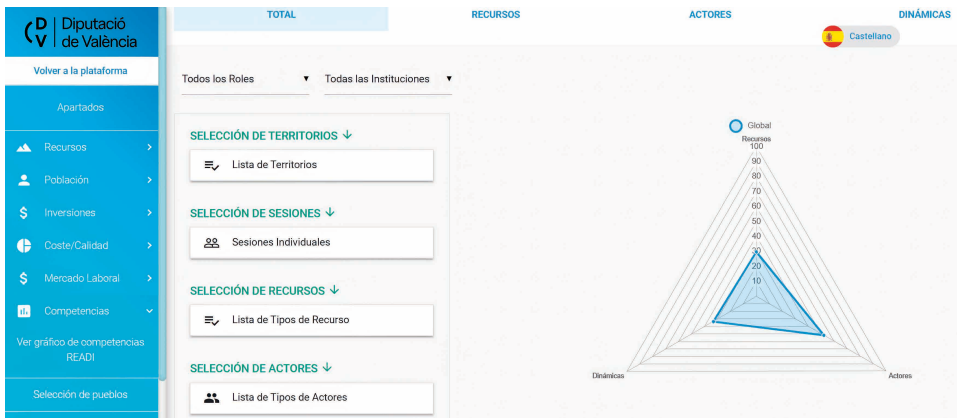 Diputació
de València
Volver a la plataforma
Apartados
Recursos
Población
Inversiones
Coste/Calidad
Mercado Laboral
Competencias
Ver gráfico de competencias
READI
Selección de pueblos
TOTAL
RECURSOS
ACTORES
DINÁMICAS
Castellano
Todos los Roles
Todas las Instituciones
SELECCIÓN DE TERRITORIOS
Lista de Territorios
SELECCIÓN DE SESIONES
Sesiones Individuales
SELECCIÓN DE RECURSOS
Lista de Tipos de Recurso
SELECCIÓN DE ACTORES
Lista de Tipos de Actores
Global
Recursos
100
90
80
70
60
50
40
30
20
10
Dinámicas
Actores